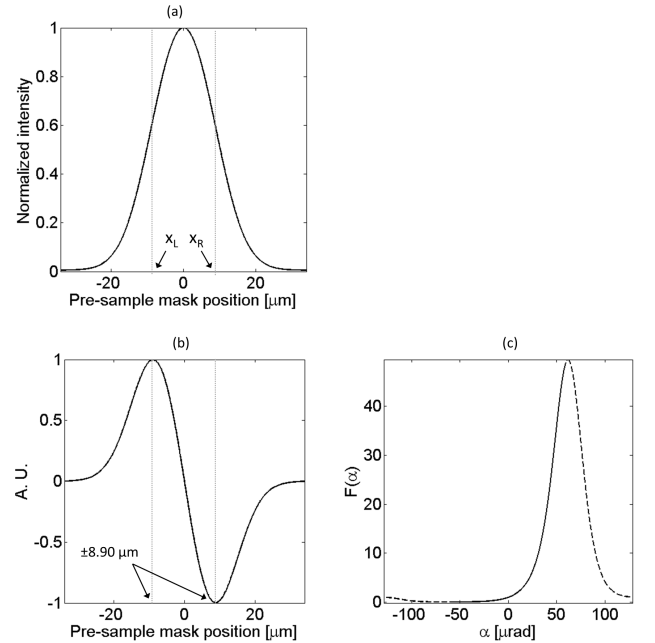 (a)
Normalized intensity
1
0.8
0.6
0.4
0.2
0
x_L x_R
-20 0 20
Pre-sample mask position [μm]
(b)
A. U.
1
0.5
0
-0.5
-1
±8.90 μm
-20 0 20
Pre-sample mask position [μm]
(c)
F(α)
40
30
20
10
0
-100 -50 0 50 100
α [μrad]